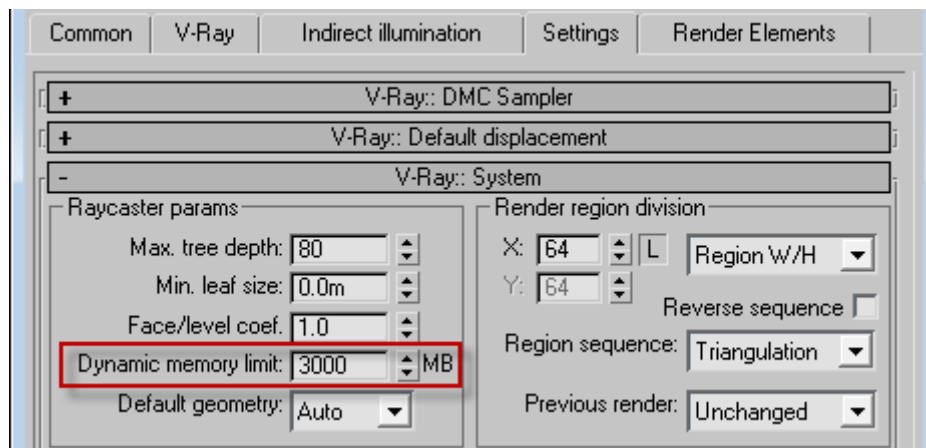 Common V-Ray Indirect illumination Settings Render Elements
+ V-Ray:: DMC Sampler
+ V-Ray:: Default displacement
- V-Ray:: System
Raycaster params
Max. tree depth: 80
Min. leaf size: 0.0m
Face/level coef. 1.0
Dynamic memory limit: 3000 MB
Default geometry: Auto
Render region division
X: 64 L Region W/H
Y: 64
Reverse sequence
Region sequence: Triangulation
Previous render: Unchanged